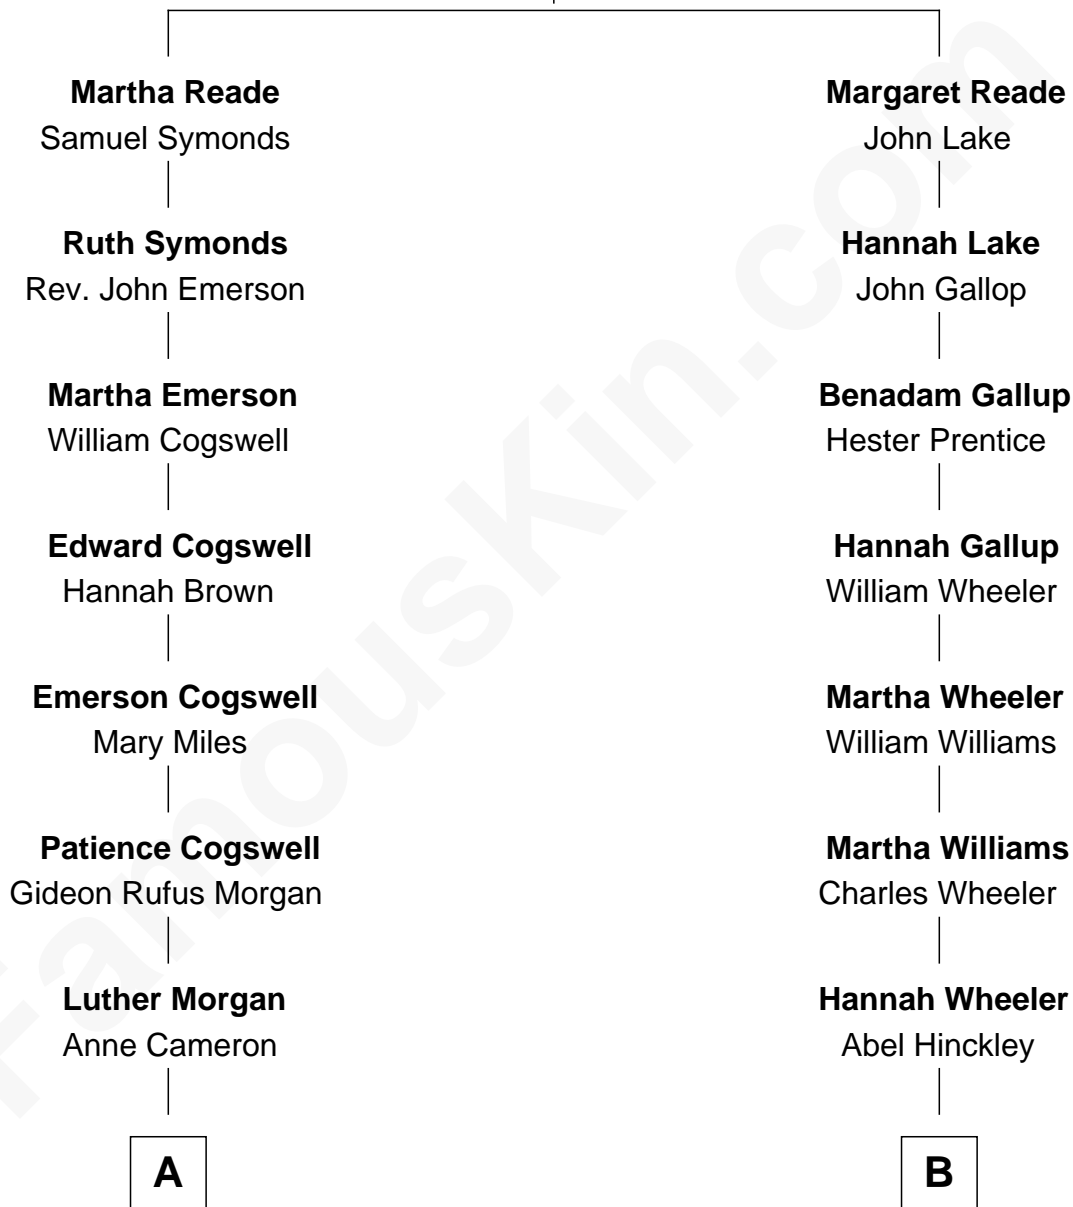 Martha Reade
Samuel Symonds
Margaret Reade
John Lake
Ruth Symonds
Rev. John Emerson
Hannah Lake
John Gallop
Martha Emerson
William Cogswell
Benadam Gallup
Hester Prentice
Edward Cogswell
Hannah Brown
Hannah Gallup
William Wheeler
Emerson Cogswell
Mary Miles
Martha Wheeler
William Williams
Patience Cogswell
Gideon Rufus Morgan
Martha Williams
Charles Wheeler
Luther Morgan
Anne Cameron
Hannah Wheeler
Abel Hinckley
A
B
FamousKin.com